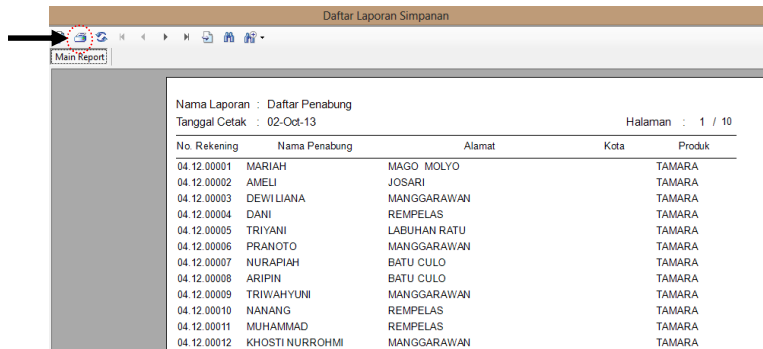 Daftar Laporan Simpanan
Main Report
Nama Laporan : Daftar Penabung
Tanggal Cetak : 02-Oct-13 Halaman : 1 / 10
No. Rekening Nama Penabung Alamat Kota Produk
04.12.00001 MARIAH MAGO MOLYO TAMARA
04.12.00002 AMELI JOSARI TAMARA
04.12.00003 DEWI LIANA MANGGARAWAN TAMARA
04.12.00004 DANI REMPELAS TAMARA
04.12.00005 TRIYANI LABUHAN RATU TAMARA
04.12.00006 PRANOTO MANGGARAWAN TAMARA
04.12.00007 NURAPIAH BATU CULO TAMARA
04.12.00008 ARIPIN BATU CULO TAMARA
04.12.00009 TRIWAHYUNI MANGGARAWAN TAMARA
04.12.00010 NANANG REMPELAS TAMARA
04.12.00011 MUHAMMAD REMPELAS TAMARA
04.12.00012 KHOSTI NURROHMI MANGGARAWAN TAMARA